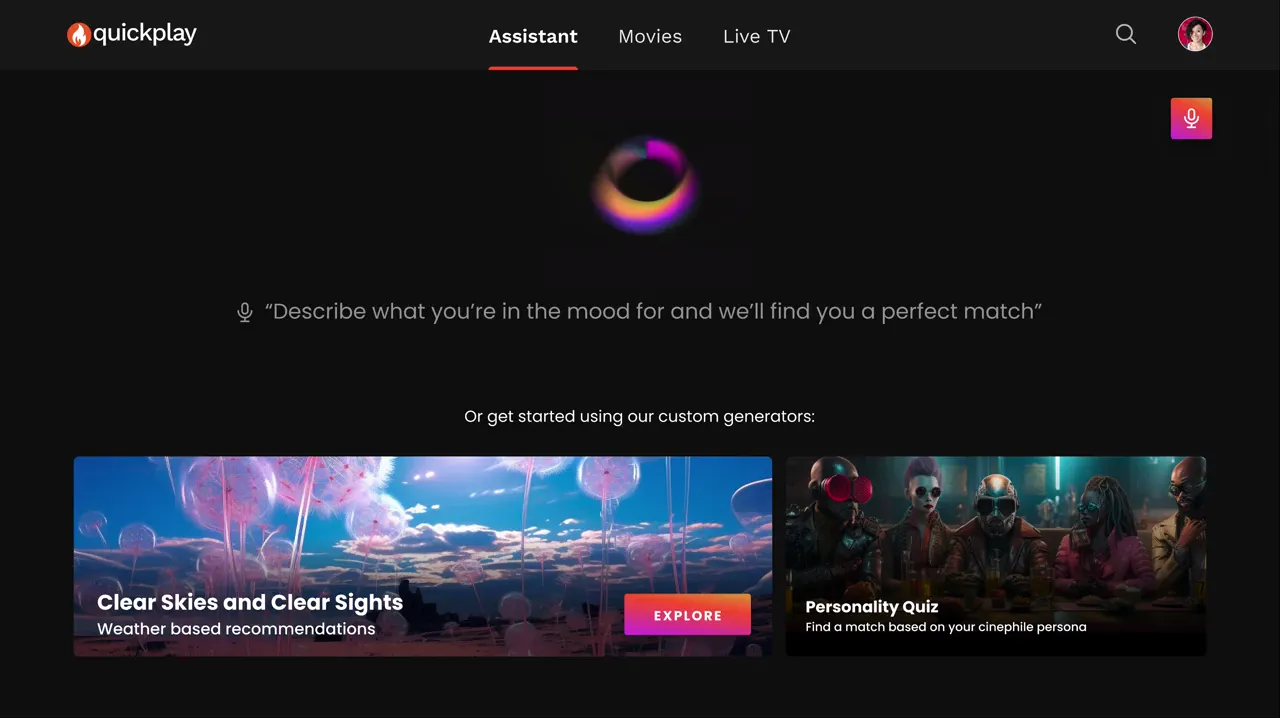 quickplay
Assistant
Movies
Live TV
“Describe what you’re in the mood for and we’ll find you a perfect match”
Or get started using our custom generators:
Clear Skies and Clear Sights
Weather based recommendations
EXPLORE
Personality Quiz
Find a match based on your cinephile persona